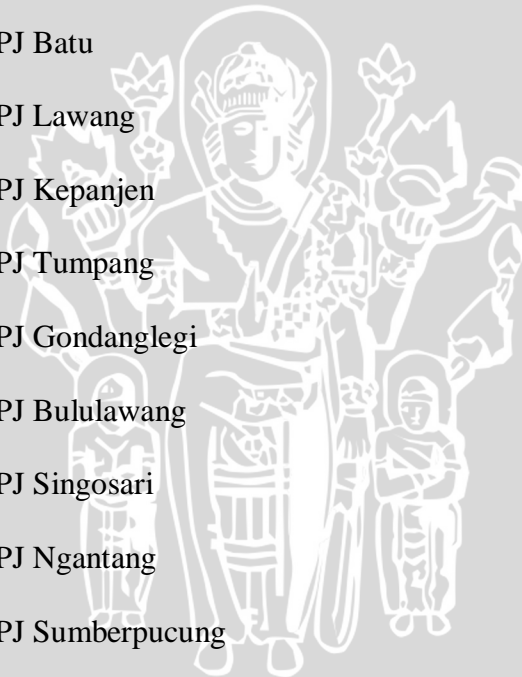 PJ Batu
PJ Lawang
PJ Kepanjen
PJ Tumpang
PJ Gondanglegi
PJ Bululawang
PJ Singosari
PJ Ngantang
PJ Sumberpucung